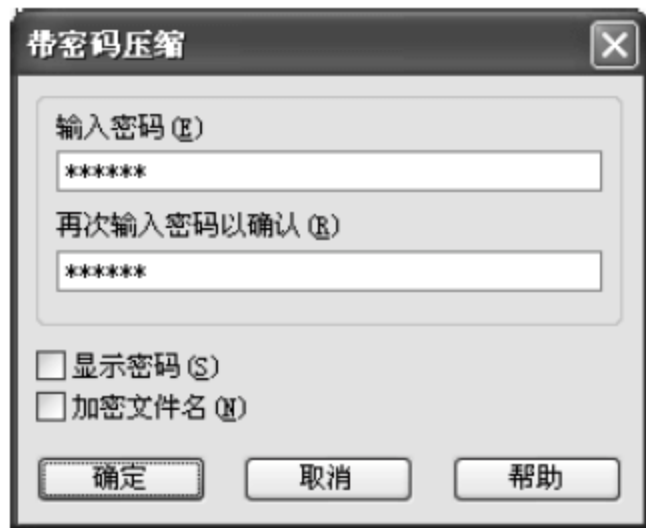 带密码压缩
输入密码(E)
******
再次输入密码以确认(R)
******
显示密码(S)
加密文件名(N)
确定 取消 帮助